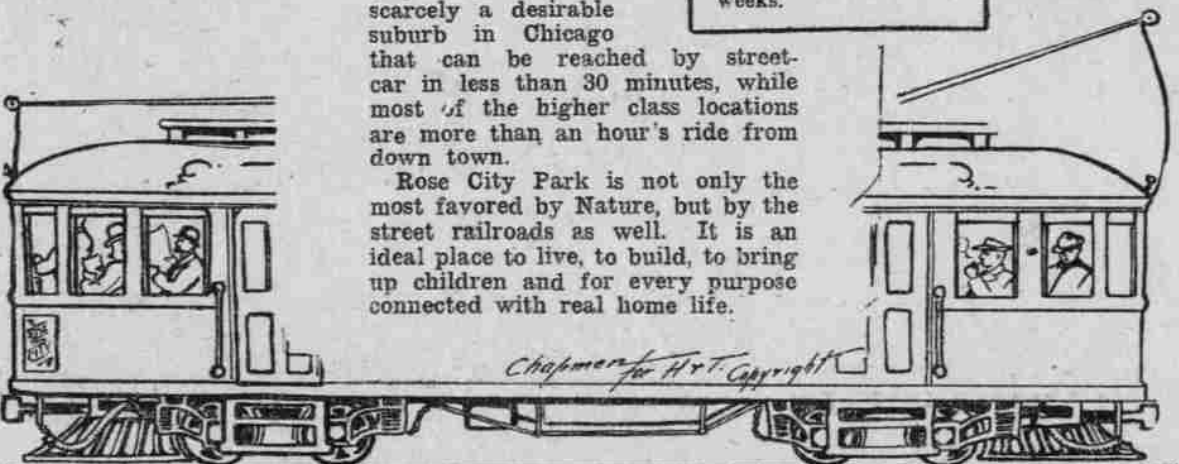 scarcely a desirable
suburb in Chicago
that can be reached by street-
car in less than 30 minutes, while
most of the higher class locations
are more than an hour's ride from
down town.
Rose City Park is not only the
most favored by Nature, but by the
street railroads as well. It is an
ideal place to live, to build, to bring
up children and for every purpose
connected with real home life.
weeks.
Chapman for H&T. Copyright